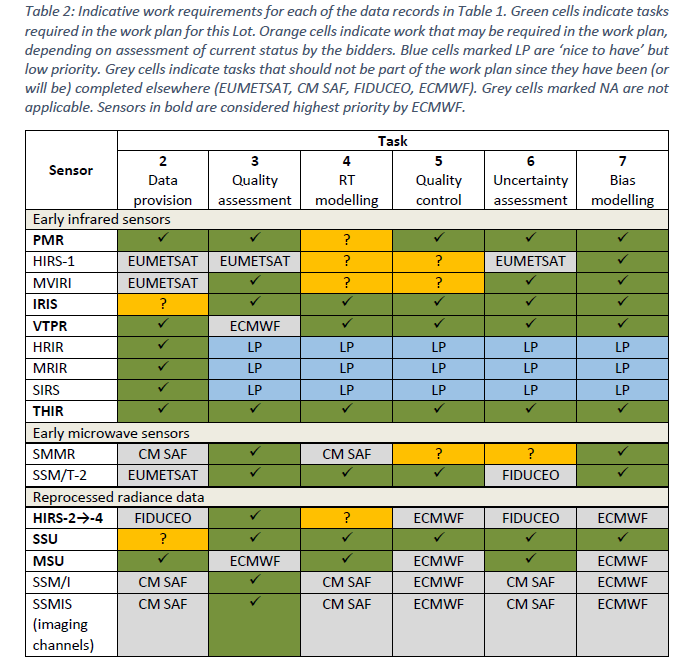 Table 2: Indicative work requirements for each of the data records in Table 1. Green cells indicate tasks
required in the work plan for this Lot. Orange cells indicate work that may be required in the work plan,
depending on assessment of current status by the bidders. Blue cells marked LP are ‘nice to have’ but
low priority. Grey cells indicate tasks that should not be part of the work plan since they have been (or
will be) completed elsewhere (EUMETSAT, CM SAF, FIDUCEO, ECMWF). Grey cells marked NA are not
applicable. Sensors in bold are considered highest priority by ECMWF.
Sensor Task
2 Data provision 3 Quality assessment 4 RT modelling 5 Quality control 6 Uncertainty assessment 7 Bias modelling
Early infrared sensors
PMR ✓ ✓ ? ✓ ✓ ✓
HIRS-1 EUMETSAT EUMETSAT ? ? EUMETSAT ✓
MVIRI EUMETSAT ✓ ? ? ✓ ✓
IRIS ? ✓ ✓ ✓ ✓ ✓
VTPR ✓ ECMWF ✓ ✓ ✓ ✓
HRIR ✓ LP LP LP LP LP
MRIR ✓ LP LP LP LP LP
SIRS ✓ LP LP LP LP LP
THIR ✓ ✓ ✓ ✓ ✓ ✓
Early microwave sensors
SMMR CM SAF ✓ CM SAF ? ? ✓
SSM/T-2 EUMETSAT ✓ ✓ ✓ FIDUCEO ✓
Reprocessed radiance data
HIRS-2→-4 FIDUCEO ✓ ? ECMWF FIDUCEO ECMWF
SSU ? ✓ ✓ ✓ ✓ ✓
MSU ✓ ECMWF ✓ ECMWF ✓ ECMWF
SSM/I CM SAF ✓ CM SAF ECMWF CM SAF ECMWF
SSMIS CM SAF ✓ CM SAF ECMWF CM SAF ECMWF
(imaging
channels)